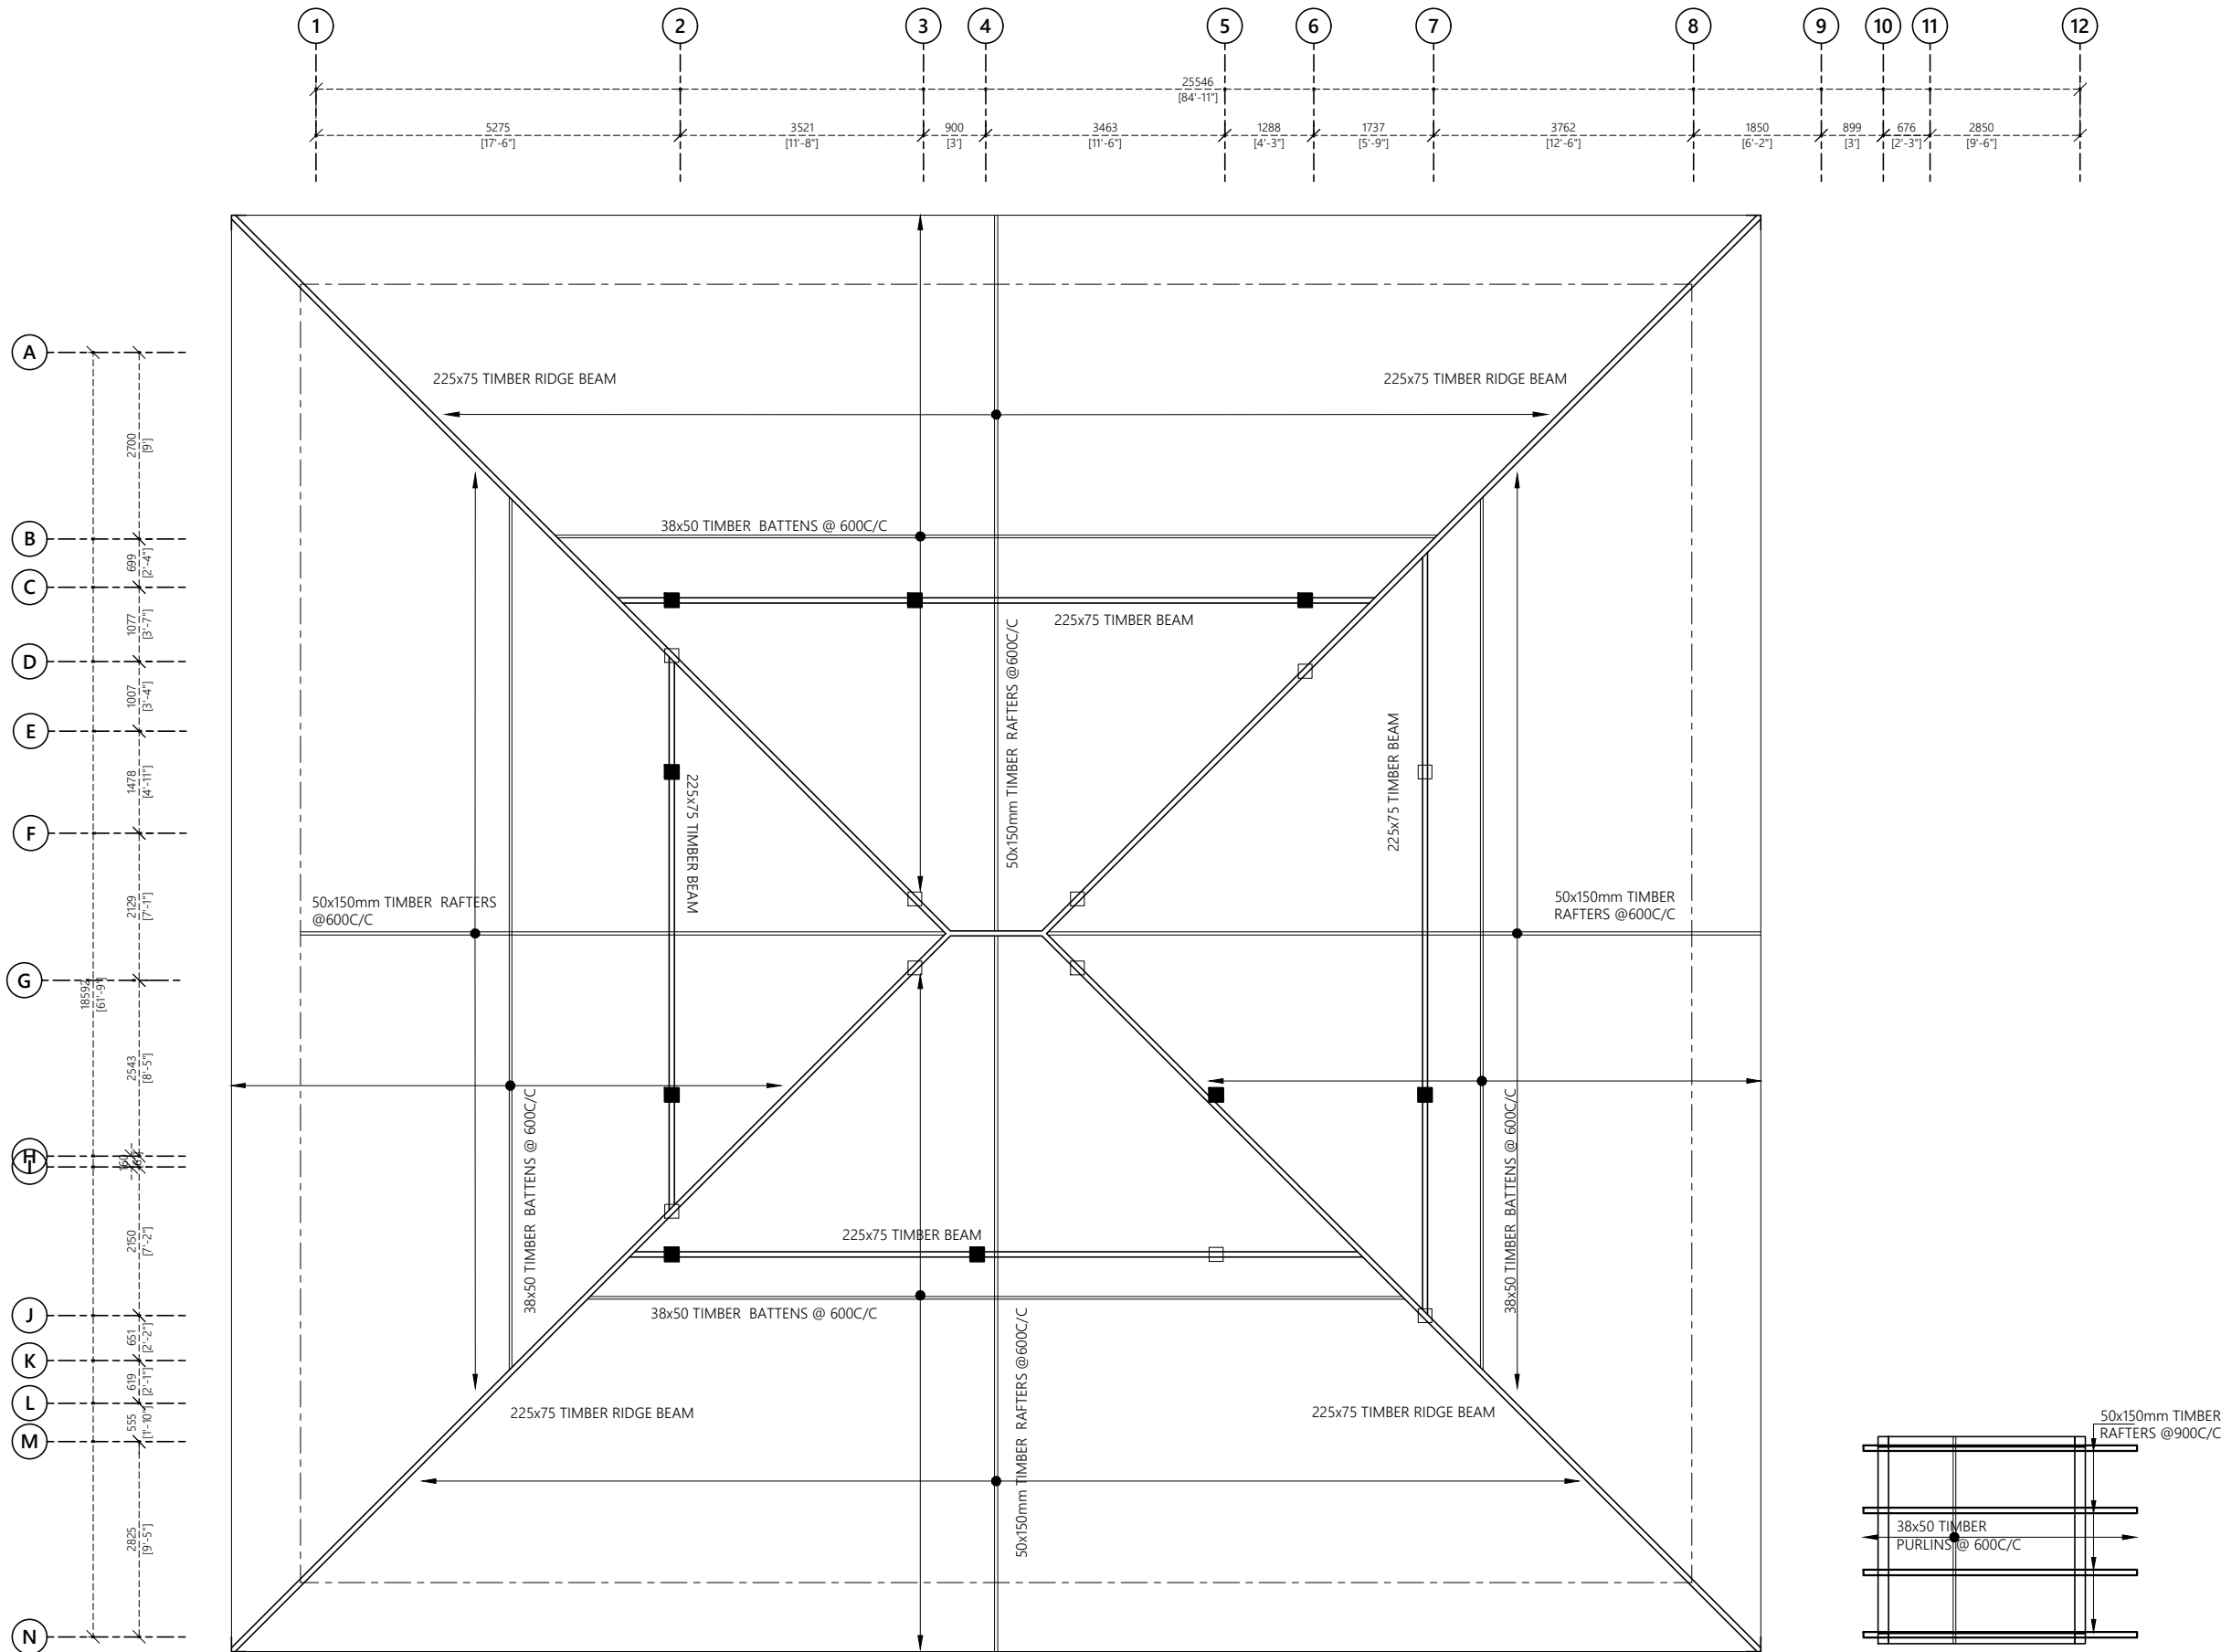 1 2 3 4 5 6 7 8 9 10 11 12
25546
[84'-11"]
5275 3521 900 3463 1288 1737 3762 1850 899 676 2850
[17'-6"] [11'-8"] [3'] [11'-6"] [4'-3"] [5'-9"] [12'-6"] [6'-2"] [3'] [2'-3"] [9'-6"]
A
B
C
D
E
F
G
H
I
J
K
L
M
N
18592
[61'-9"]
2700
[9']
699
[2'-4"]
1077
[3'-7"]
1007
[3'-4"]
1478
[4'-11"]
2129
[7'-1"]
2543
[8'-5"]
160
2150
[7'-2"]
651
[2'-2"]
619
[2'-1"]
555
[1'-10"]
2825
[9'-5"]
225x75 TIMBER RIDGE BEAM
225x75 TIMBER RIDGE BEAM
38x50 TIMBER BATTENS @ 600C/C
225x75 TIMBER BEAM
50x150mm TIMBER RAFTERS @600C/C
225x75 TIMBER BEAM
225x75 TIMBER BEAM
50x150mm TIMBER RAFTERS
@600C/C
50x150mm TIMBER
RAFTERS @600C/C
38x50 TIMBER BATTENS @ 600C/C
38x50 TIMBER BATTENS @ 600C/C
225x75 TIMBER BEAM
38x50 TIMBER BATTENS @ 600C/C
50x150mm TIMBER RAFTERS @600C/C
225x75 TIMBER RIDGE BEAM
225x75 TIMBER RIDGE BEAM
50x150mm TIMBER
RAFTERS @900C/C
38x50 TIMBER
PURLINS @ 600C/C